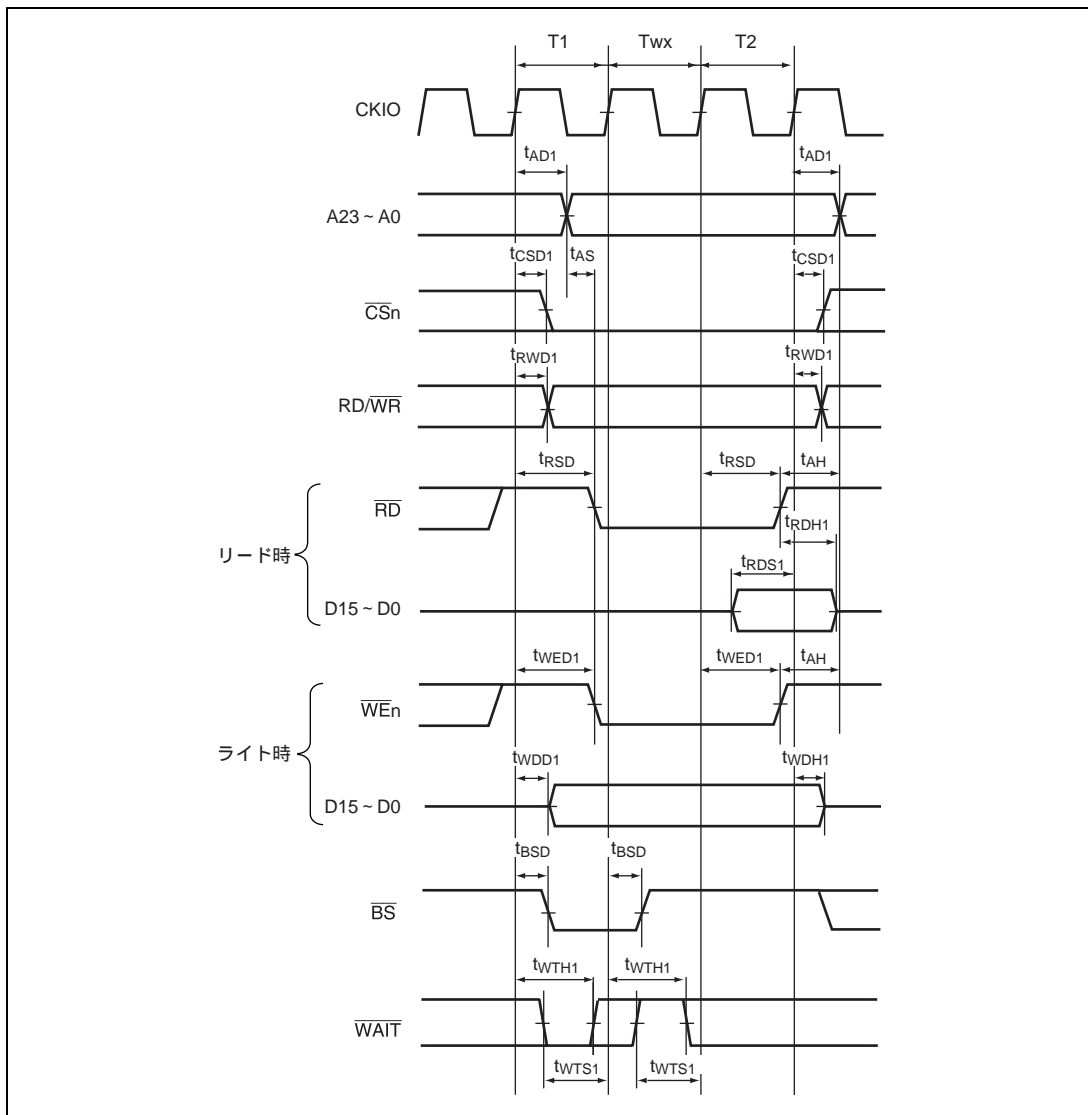 T1 Twx T2
CKIO
tAD1 tAD1
A23 ~ A0
tCSD1 tAS tCSD1
CSn
tRWD1 tRWD1
RD/WR
tRSD tRSD tAH
RD
tRDH1
リード時
tRDS1
D15 ~ D0
tWED1 tWED1 tAH
WEn
ライト時
tWDD1 tWDH1
D15 ~ D0
tBSD tBSD
BS
tWTH1 tWTH1
WAIT
tWTS1 tWTS1